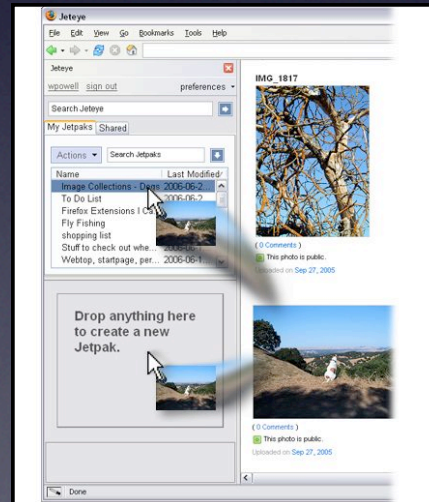 Jeteye
File Edit View Go Bookmarks Tools Help
Jeteye
wpowell sign out preferences
Search Jeteye
My Jetpaks Shared
Actions Search Jetpaks
Name Last Modified
Image Collections - Dogs 2006-06-2...
To Do List 2006-06-2
Firefox Extensions I
Fly Fishing
shopping list
Stuff to check out whe...
Webtop, startpage, per... 2006-06-1...
Drop anything here
to create a new
Jetpak.
Done
IMG_1817
( 0 Comments )
This photo is public.
Uploaded on Sep 27, 2005
( 0 Comments )
This photo is public.
Uploaded on Sep 27, 2005